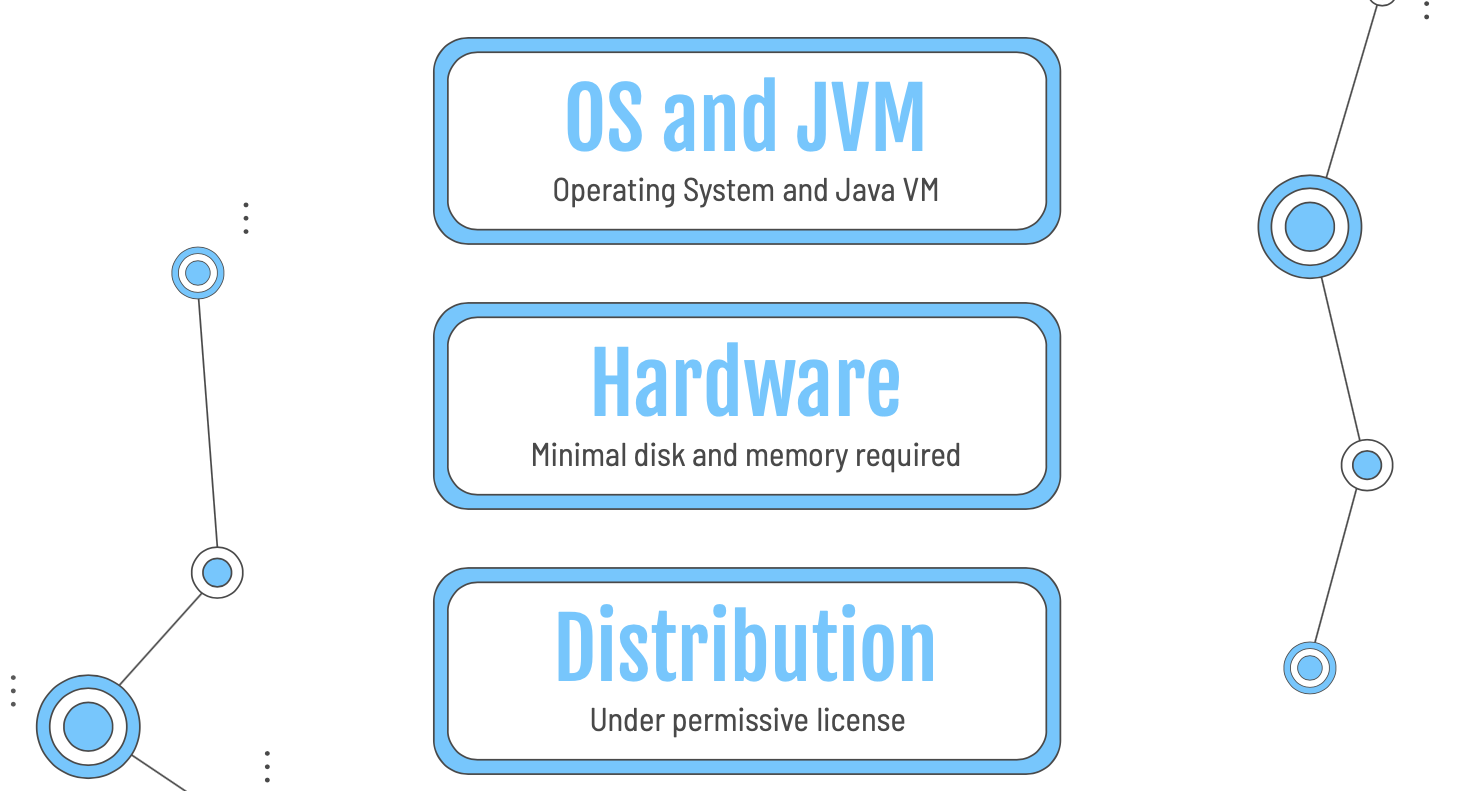 OS and JVM
Operating System and Java VM
Hardware
Minimal disk and memory required
Distribution
Under permissive license